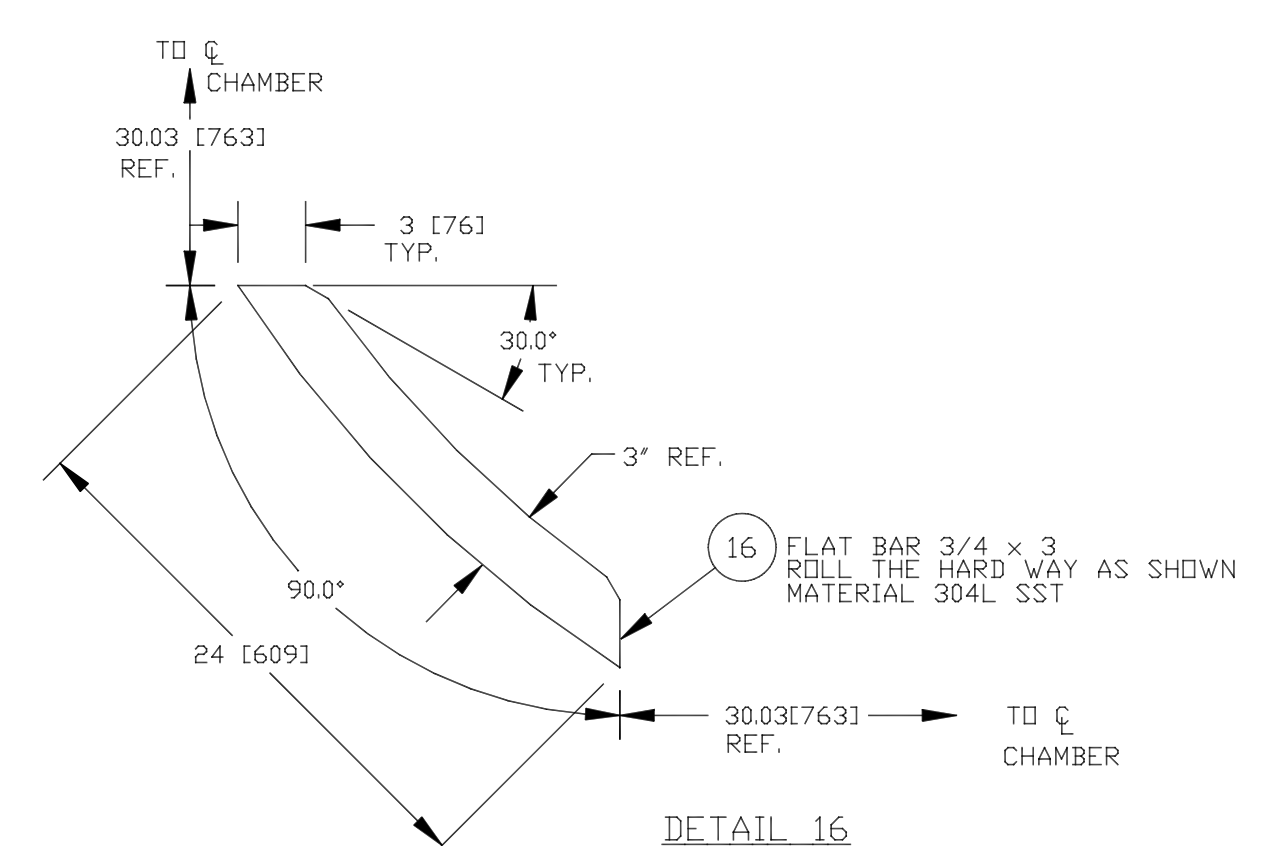 TO ℄
CHAMBER
30.03 [763]
REF.
3 [76]
TYP.
30.0°
TYP.
3" REF.
16
FLAT BAR 3/4 x 3
ROLL THE HARD WAY AS SHOWN
MATERIAL 304L SST
90.0°
24 [609]
30.03[763]
REF.
TO ℄
CHAMBER
DETAIL 16